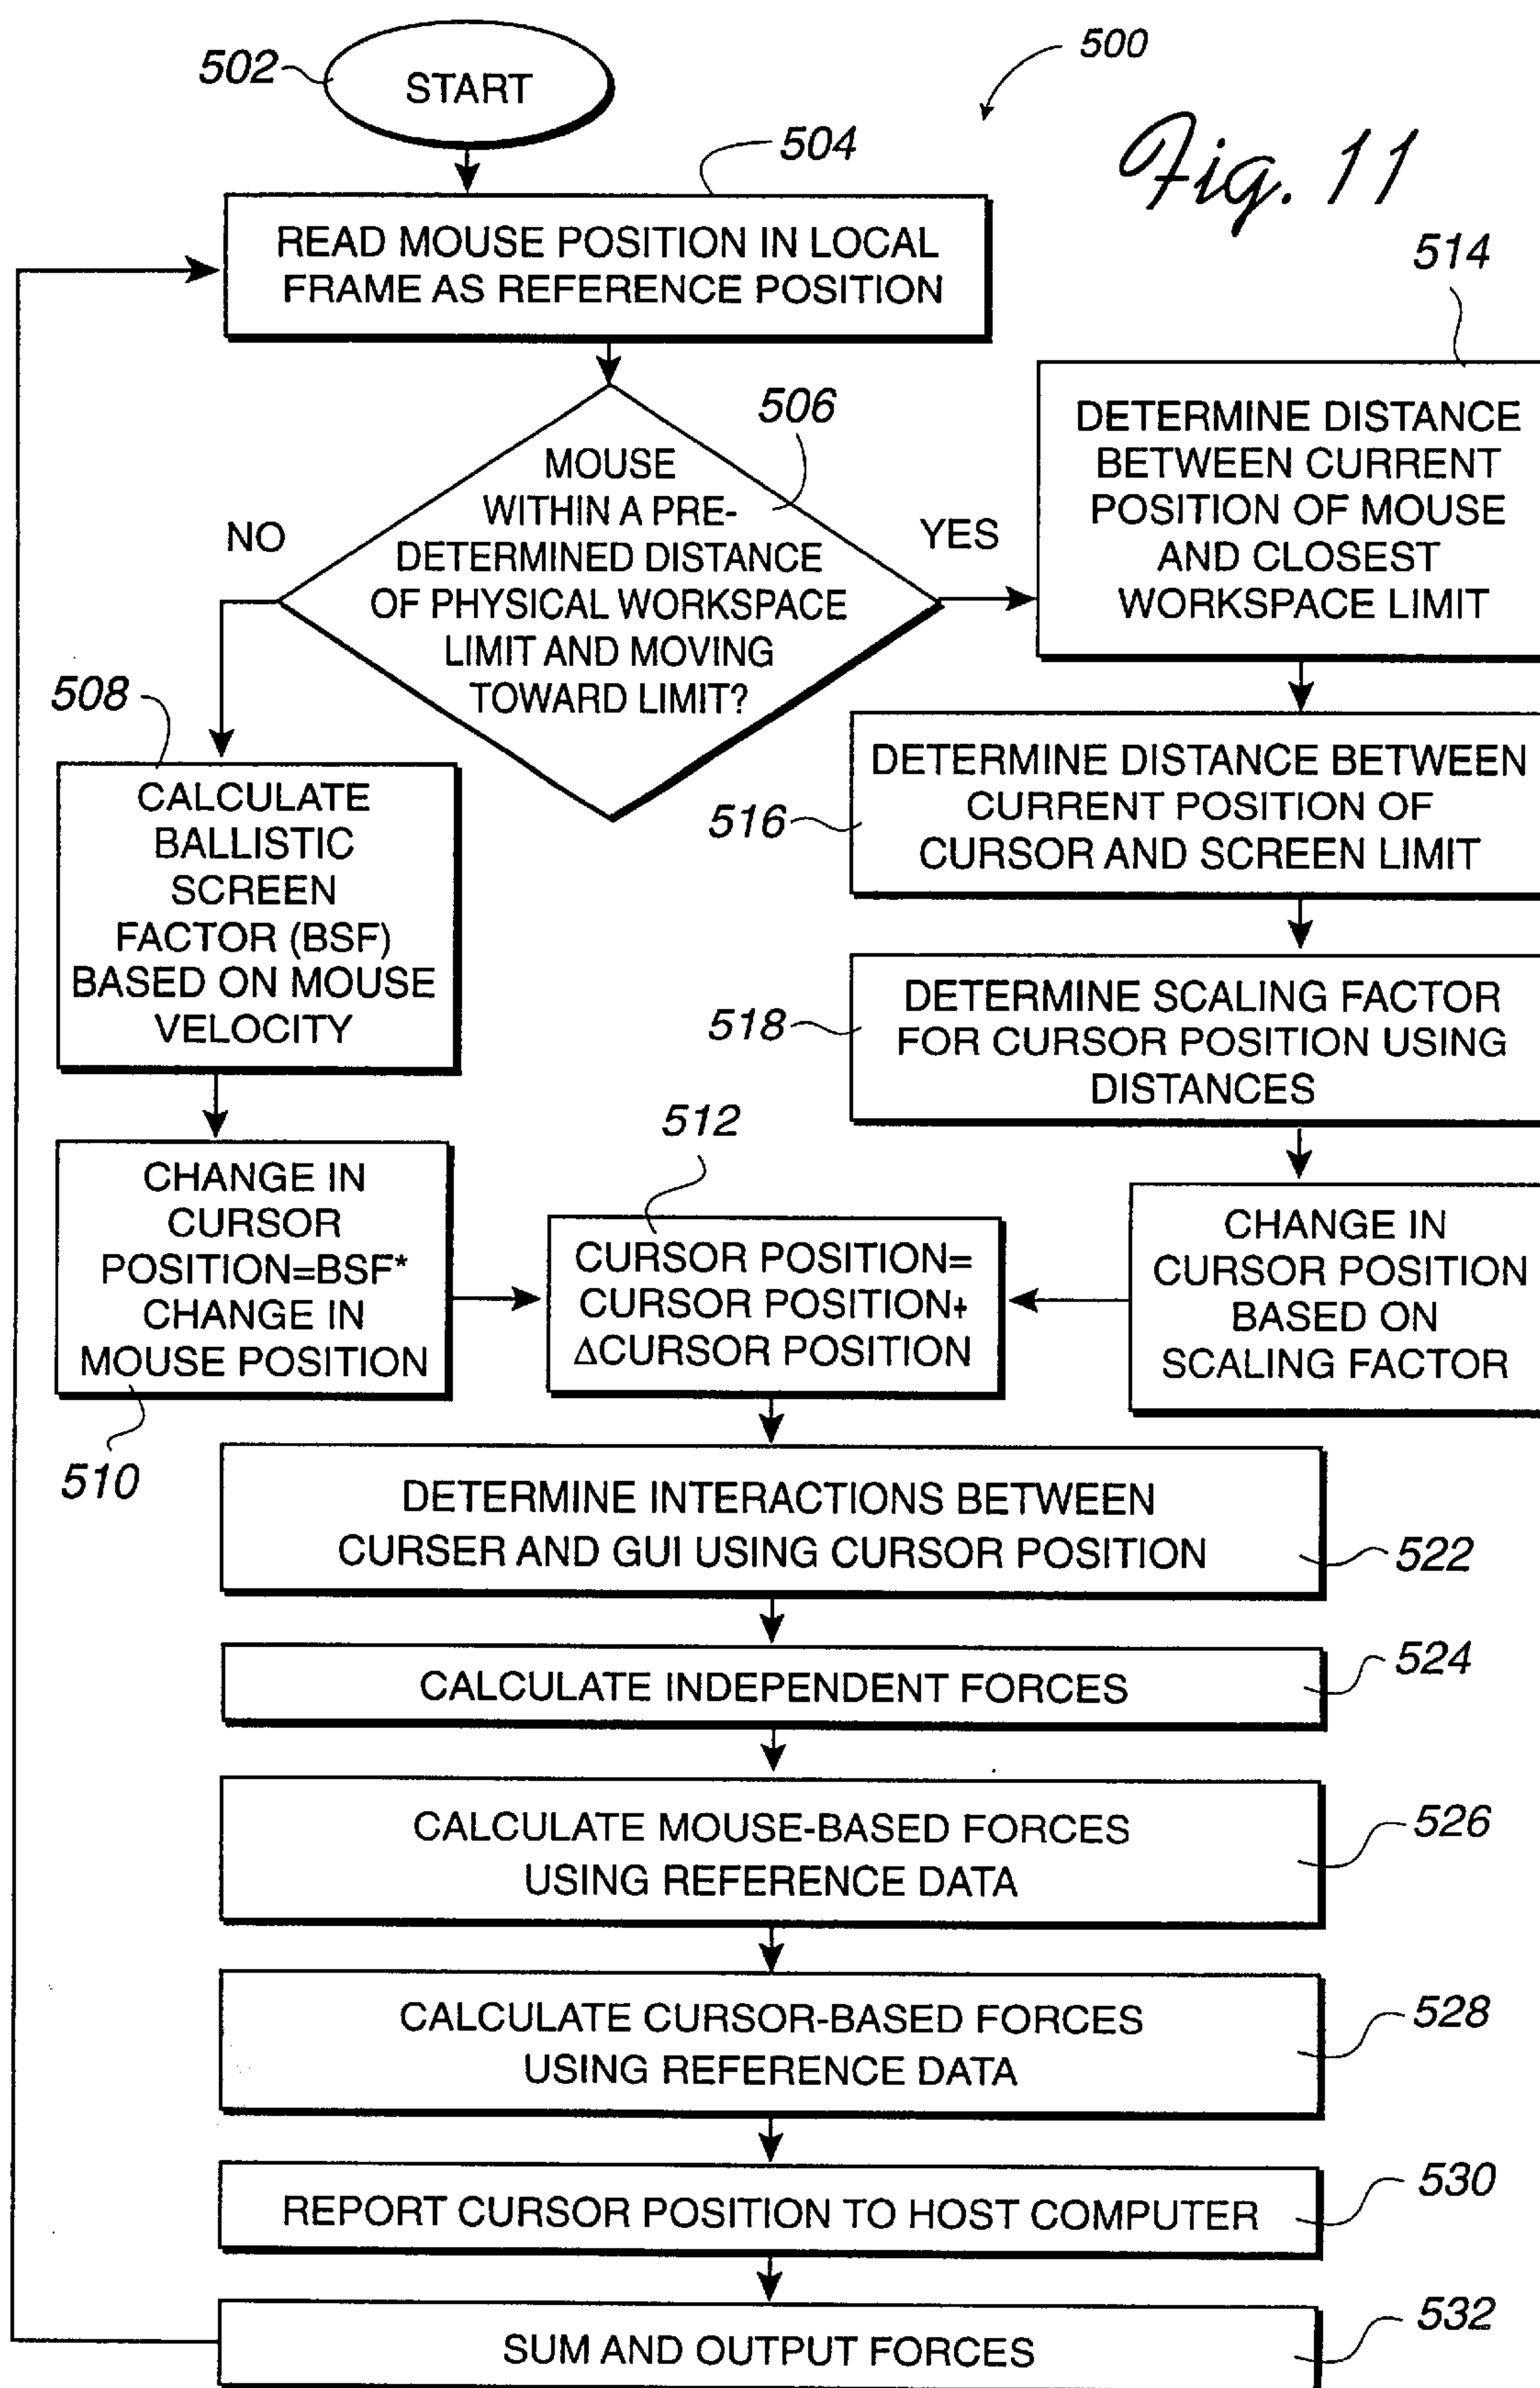 502
START
500
Fig. 11
504
READ MOUSE POSITION IN LOCAL
FRAME AS REFERENCE POSITION
506
MOUSE
WITHIN A PRE-
DETERMINED DISTANCE
OF PHYSICAL WORKSPACE
LIMIT AND MOVING
TOWARD LIMIT?
NO
YES
514
DETERMINE DISTANCE
BETWEEN CURRENT
POSITION OF MOUSE
AND CLOSEST
WORKSPACE LIMIT
508
CALCULATE
BALLISTIC
SCREEN
FACTOR (BSF)
BASED ON MOUSE
VELOCITY
516
DETERMINE DISTANCE BETWEEN
CURRENT POSITION OF
CURSOR AND SCREEN LIMIT
518
DETERMINE SCALING FACTOR
FOR CURSOR POSITION USING
DISTANCES
CHANGE IN
CURSOR
POSITION=BSF*
CHANGE IN
MOUSE POSITION
510
512
CURSOR POSITION=
CURSOR POSITION+
ΔCURSOR POSITION
CHANGE IN
CURSOR POSITION
BASED ON
SCALING FACTOR
DETERMINE INTERACTIONS BETWEEN
CURSER AND GUI USING CURSOR POSITION
522
CALCULATE INDEPENDENT FORCES
524
CALCULATE MOUSE-BASED FORCES
USING REFERENCE DATA
526
CALCULATE CURSOR-BASED FORCES
USING REFERENCE DATA
528
REPORT CURSOR POSITION TO HOST COMPUTER
530
SUM AND OUTPUT FORCES
532